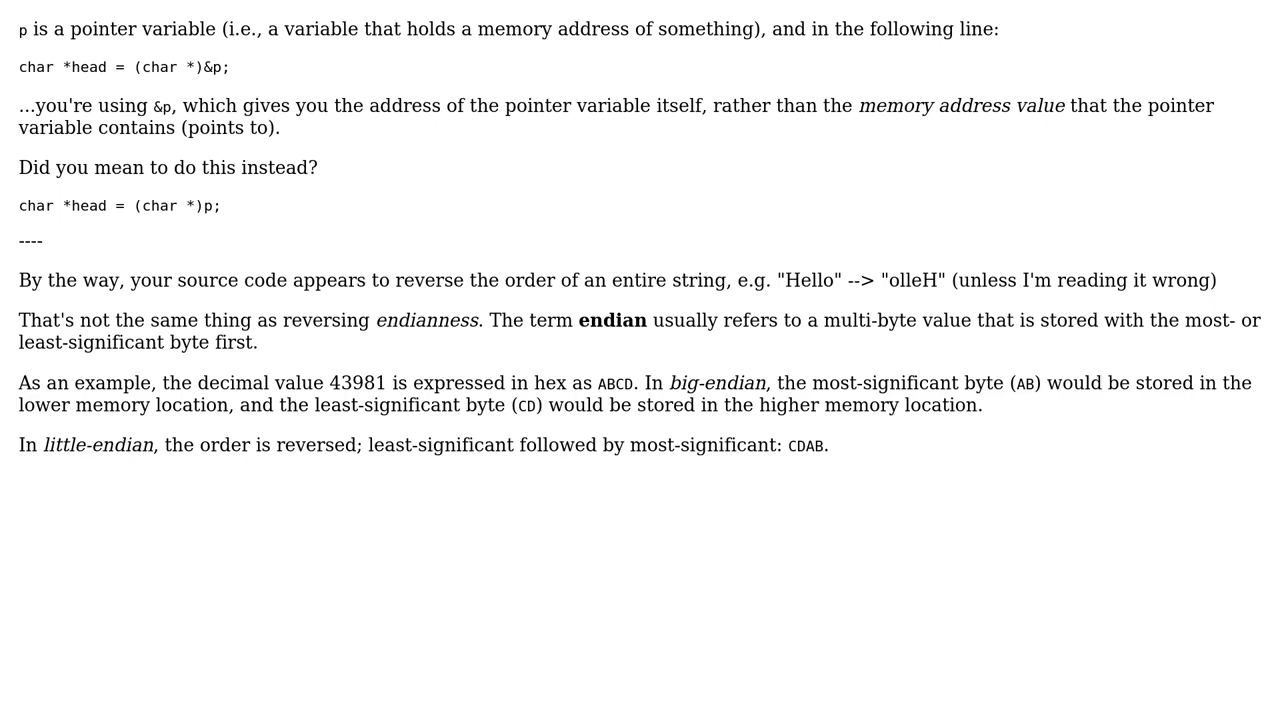 p is a pointer variable (i.e., a variable that holds a memory address of something), and in the following line:
char *head = (char *)&p;
...you're using &p, which gives you the address of the pointer variable itself, rather than the memory address value that the pointer
variable contains (points to).
Did you mean to do this instead?
char *head = (char *)p;
----
By the way, your source code appears to reverse the order of an entire string, e.g. "Hello" --> "olleH" (unless I'm reading it wrong)
That's not the same thing as reversing endianness. The term endian usually refers to a multi-byte value that is stored with the most- or
least-significant byte first.
As an example, the decimal value 43981 is expressed in hex as ABCD. In big-endian, the most-significant byte (AB) would be stored in the
lower memory location, and the least-significant byte (CD) would be stored in the higher memory location.
In little-endian, the order is reversed; least-significant followed by most-significant: CDAB.